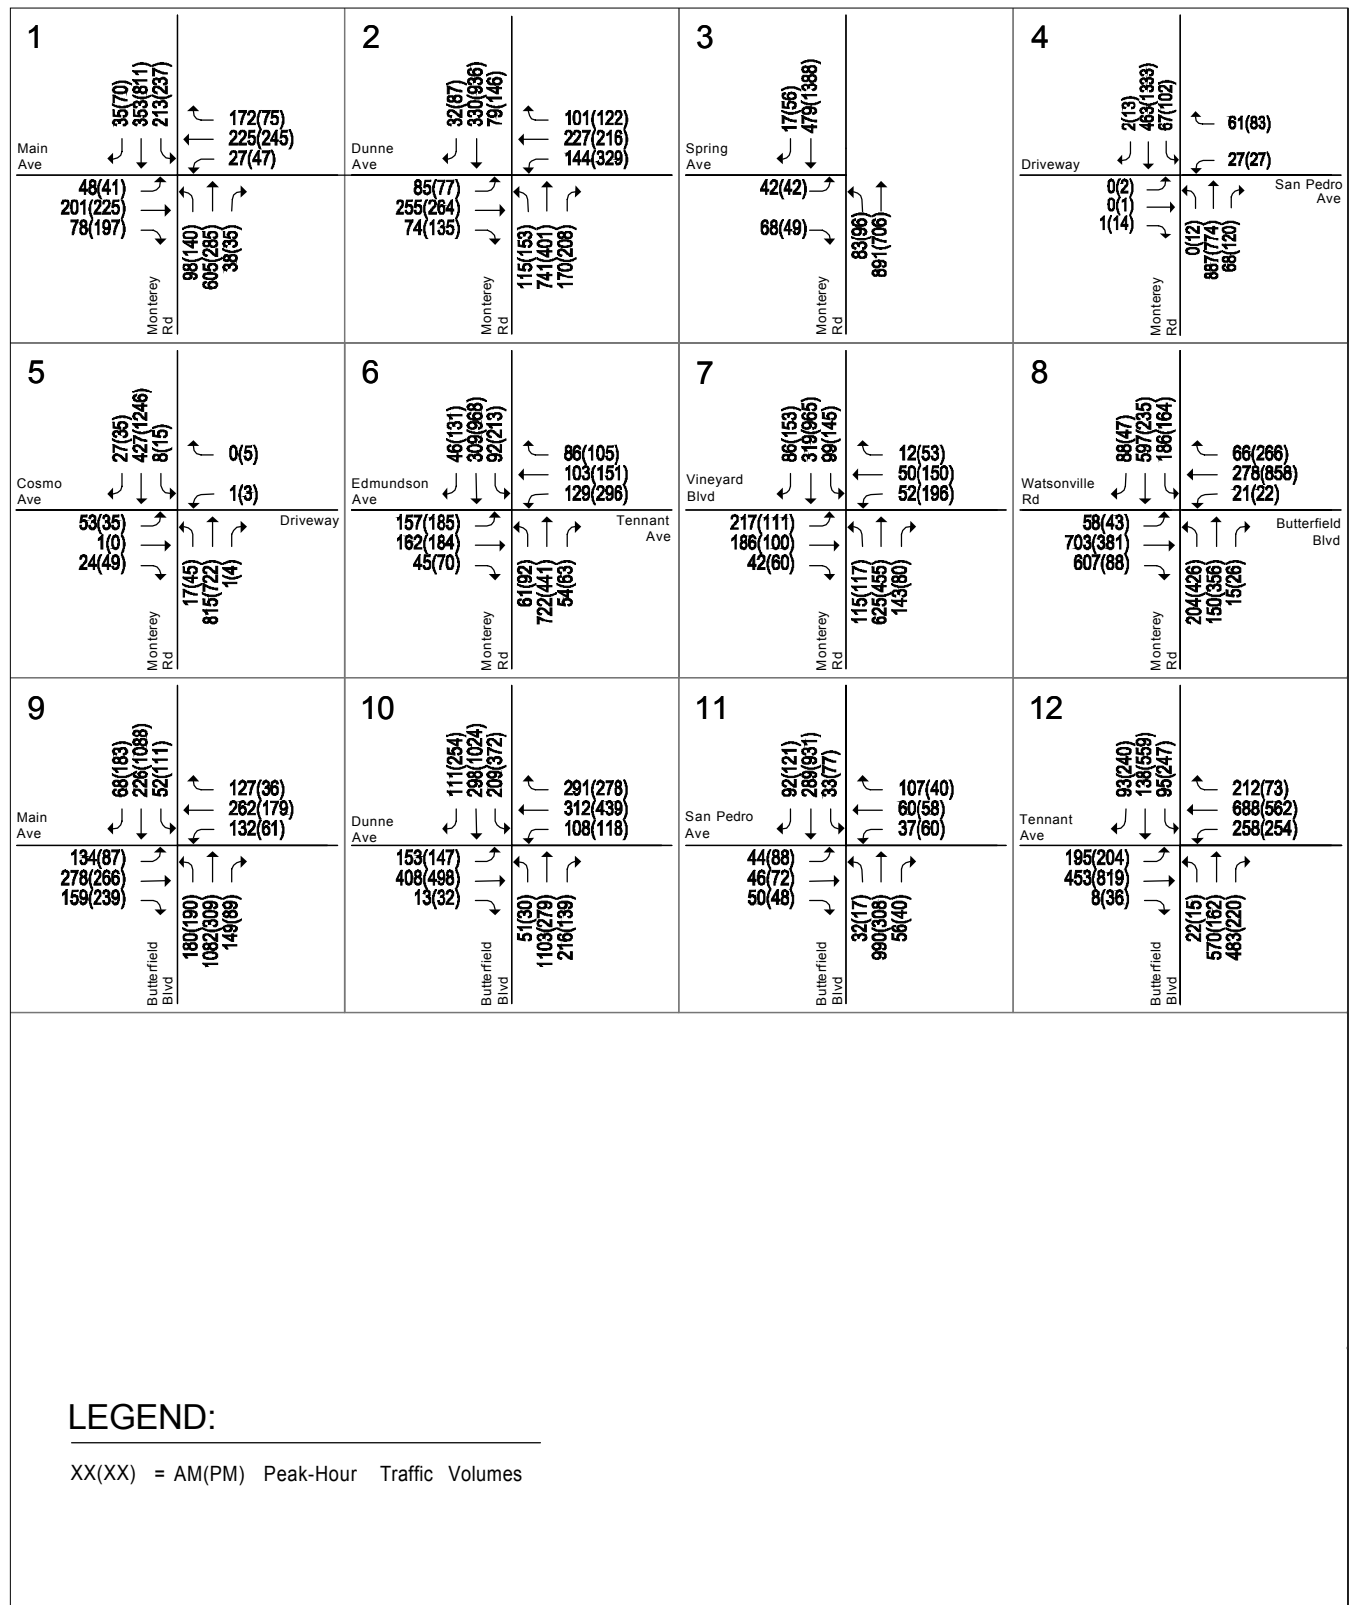 1
35(70)
353(811)
213(237)
172(75)
225(245)
27(47)
Main
Ave
48(41)
201(225)
78(197)
98(140)
605(285)
38(35)
Monterey
Rd
2
32(87)
330(936)
79(146)
101(122)
227(216)
144(329)
Dunne
Ave
85(77)
255(264)
74(135)
115(153)
741(401)
170(208)
Monterey
Rd
3
17(56)
479(1388)
Spring
Ave
42(42)
68(49)
83(96)
891(706)
Monterey
Rd
4
2(13)
463(1333)
67(102)
61(83)
27(27)
Driveway
San Pedro
Ave
0(2)
0(1)
1(14)
0(12)
887(774)
68(120)
Monterey
Rd
5
27(35)
427(1246)
8(15)
0(5)
1(3)
Cosmo
Ave
Driveway
53(35)
1(0)
24(49)
17(45)
815(722)
1(4)
Monterey
Rd
6
46(131)
309(968)
92(213)
86(105)
103(151)
129(296)
Edmundson
Ave
Tennant
Ave
157(185)
162(184)
45(70)
61(92)
722(441)
54(63)
Monterey
Rd
7
86(153)
319(965)
99(145)
12(53)
50(150)
52(196)
Vineyard
Blvd
217(111)
186(100)
42(60)
115(117)
625(455)
143(80)
Monterey
Rd
8
88(47)
597(235)
186(164)
66(266)
278(858)
21(22)
Watsonville
Rd
Butterfield
Blvd
58(43)
703(381)
607(88)
204(426)
150(356)
15(26)
Monterey
Rd
9
68(183)
226(1088)
52(111)
127(36)
262(179)
132(61)
Main
Ave
134(87)
278(266)
159(239)
180(190)
1082(309)
149(89)
Butterfield
Blvd
10
111(254)
298(1024)
209(372)
291(278)
312(439)
108(118)
Dunne
Ave
153(147)
408(498)
13(32)
51(30)
1103(279)
216(139)
Butterfield
Blvd
11
92(121)
289(931)
33(77)
107(40)
60(58)
37(60)
San Pedro
Ave
44(88)
46(72)
50(48)
32(17)
990(308)
56(40)
Butterfield
Blvd
12
93(240)
138(559)
95(247)
212(73)
688(562)
258(254)
Tennant
Ave
195(204)
453(819)
8(36)
22(15)
570(162)
483(220)
Butterfield
Blvd
LEGEND:
XX(XX) = AM(PM) Peak-Hour Traffic Volumes